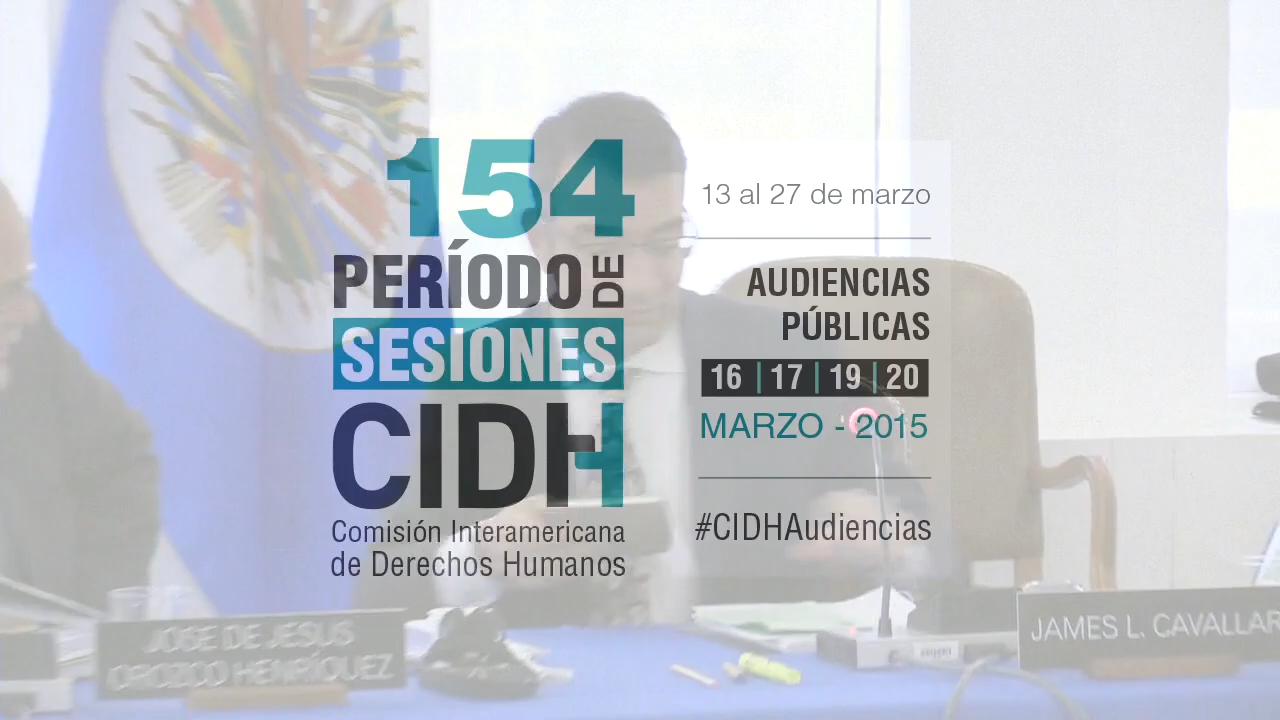 154
PERÍODO DE
SESIONES
CIDH
Comisión Interamericana
de Derechos Humanos
13 al 27 de marzo
AUDIENCIAS
PÚBLICAS
16 | 17 | 19 | 20
MARZO - 2015
#CIDHAudiencias
JOSE DE JESUS
OROZCO HENRÍQUEZ
JAMES L. CAVALLAR